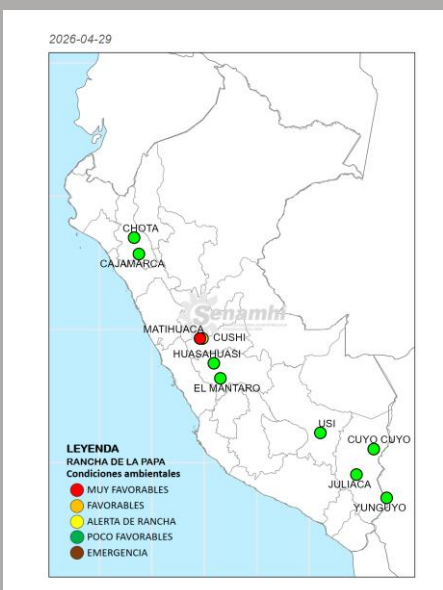 2026-04-29
CHOTA
CAJAMARCA
Senamhi
MATIHUACA
CUSHI
HUASAHUASI
EL MANTARO
USI
CUYO CUYO
JULIACA
YUNGUYO
LEYENDA
RANCHA DE LA PAPA
Condiciones ambientales
MUY FAVORABLES
FAVORABLES
ALERTA DE RANCHA
POCO FAVORABLES
EMERGENCIA